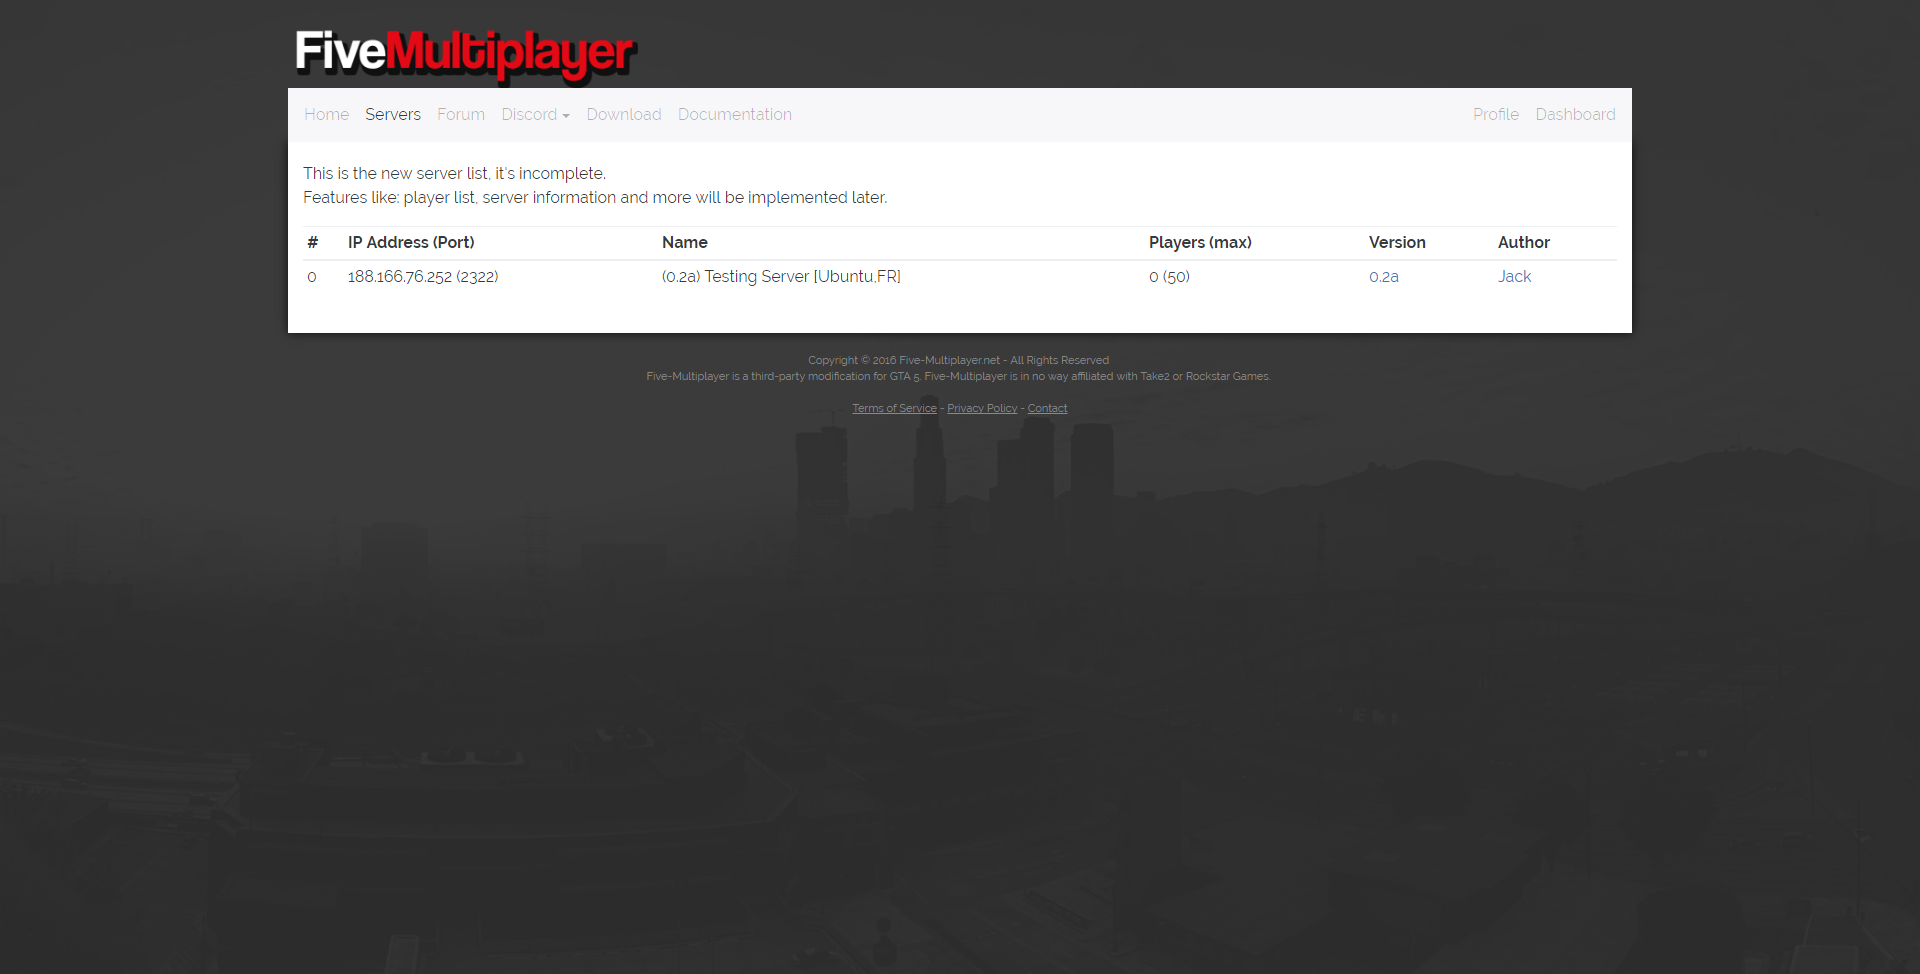 FiveMultiplayer
Home Servers Forum Discord Download Documentation Profile Dashboard
This is the new server list, it's incomplete.
Features like: player list, server information and more will be implemented later.
# IP Address (Port) Name Players (max) Version Author
0 188.166.76.252 (2322) (0.2a) Testing Server [Ubuntu,FR] 0 (50) 0.2a Jack
Copyright © 2016 Five-Multiplayer.net - All Rights Reserved
Five-Multiplayer is a third-party modification for GTA 5. Five-Multiplayer is in no way affiliated with Take2 or Rockstar Games.
Terms of Service - Privacy Policy - Contact